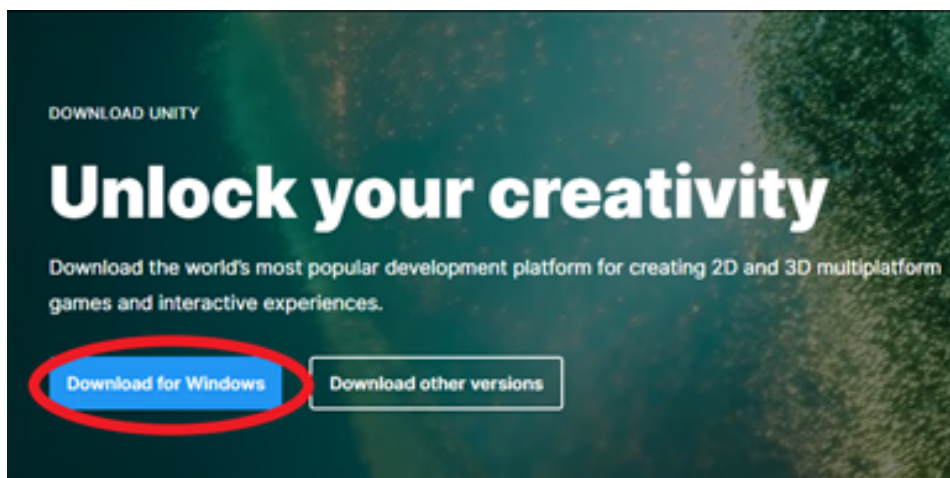 DOWNLOAD UNITY
Unlock your creativity
Download the world's most popular development platform for creating 2D and 3D multiplatform
games and interactive experiences.
Download for Windows
Download other versions